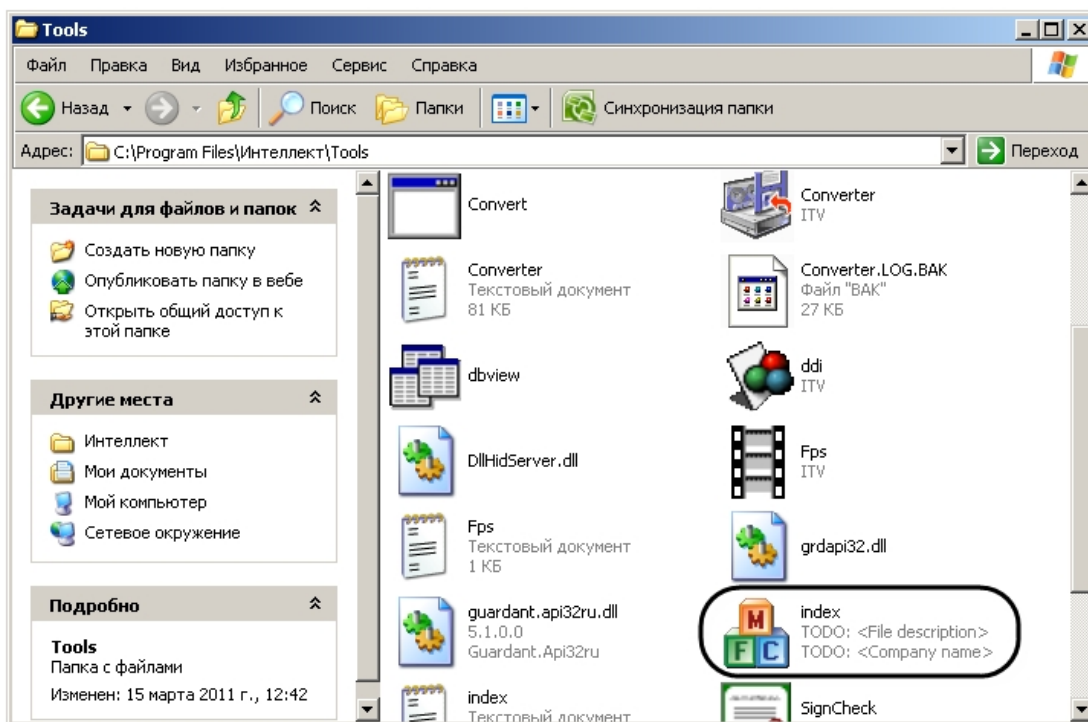 Tools
Файл Правка Вид Избранное Сервис Справка
Назад Поиск Папки Синхронизация папки
Адрес: C:\Program Files\Интеллект\Tools Переход
Задачи для файлов и папок
Создать новую папку
Опубликовать папку в вебе
Открыть общий доступ к
этой папке
Другие места
Интеллект
Мои документы
Мой компьютер
Сетевое окружение
Подробно
Tools
Папка с файлами
Изменен: 15 марта 2011 г., 12:42
Convert
Converter
ITV
Converter
Текстовый документ
81 КБ
Converter.LOG.BAK
Файл "BAK"
27 КБ
dbview
ddi
ITV
DllHidServer.dll
Fps
ITV
Fps
Текстовый документ
1 КБ
grdapi32.dll
guardant.api32ru.dll
5.1.0.0
Guardant.Api32ru
M
F C
index
TODO: <File description>
TODO: <Company name>
index
Текстовый документ
SignCheck